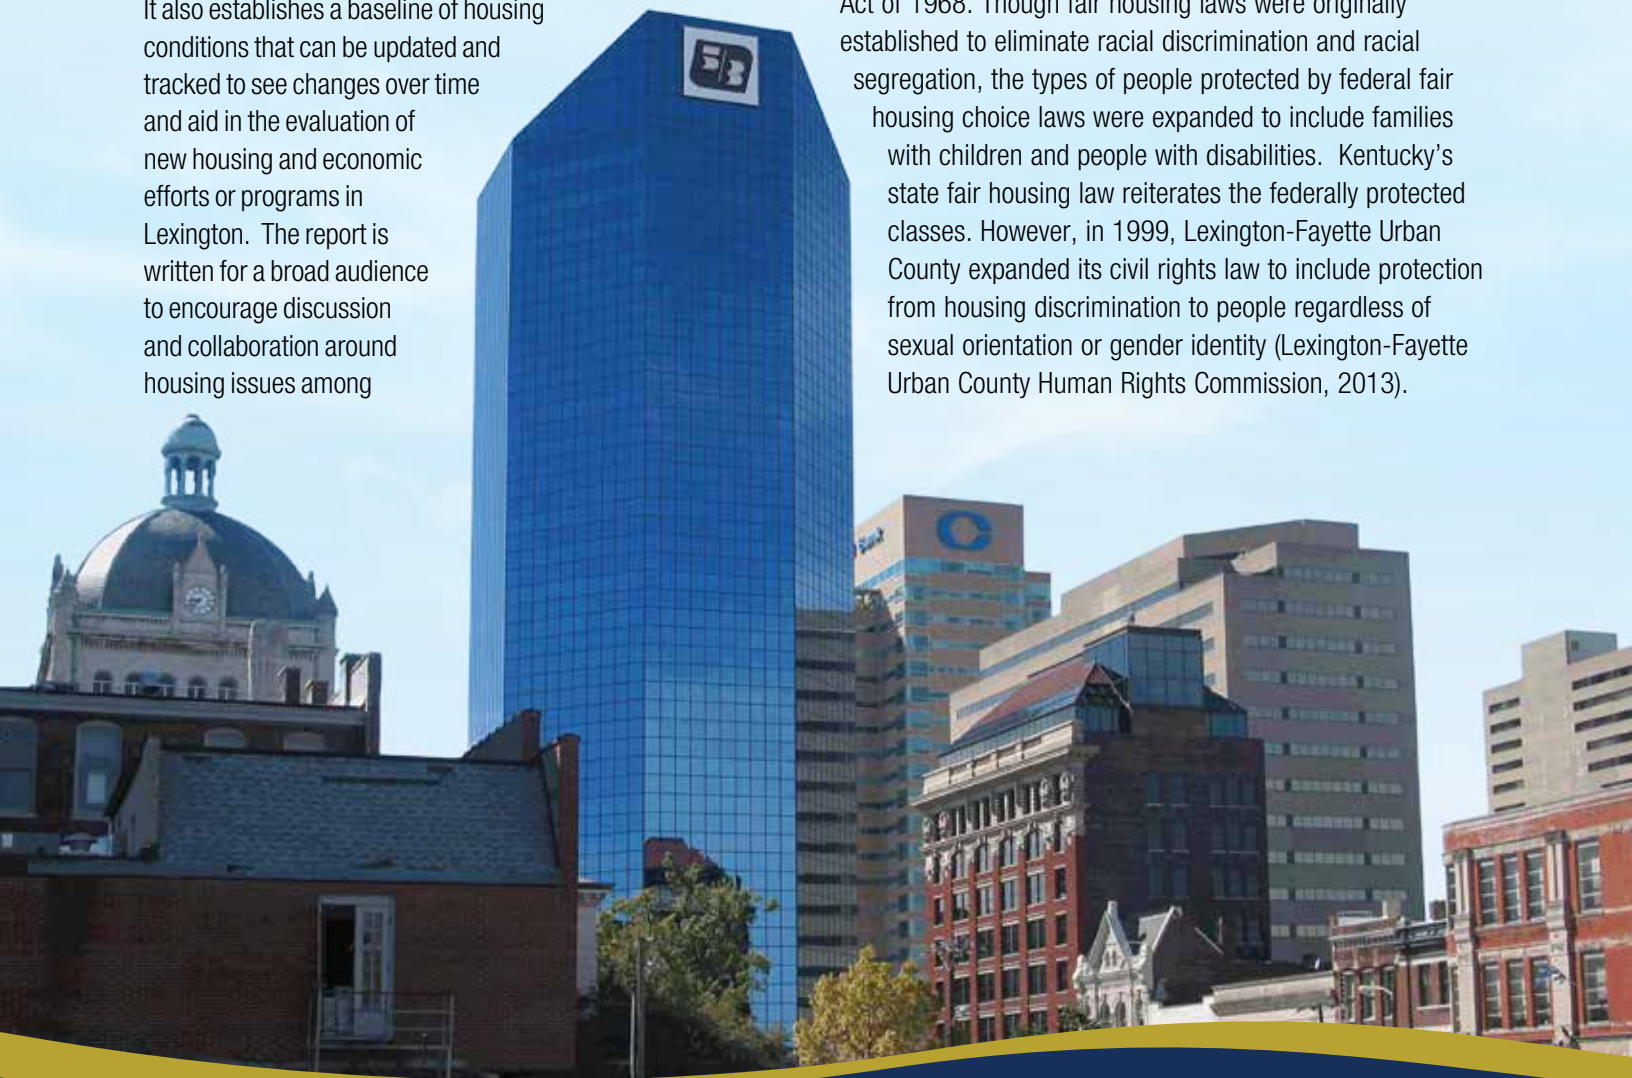 It also establishes a baseline of housing
conditions that can be updated and
tracked to see changes over time
and aid in the evaluation of
new housing and economic
efforts or programs in
Lexington.  The report is
written for a broad audience
to encourage discussion
and collaboration around
housing issues among
Act of 1968. Though fair housing laws were originally
established to eliminate racial discrimination and racial
segregation, the types of people protected by federal fair
housing choice laws were expanded to include families
with children and people with disabilities.  Kentucky’s
state fair housing law reiterates the federally protected
classes. However, in 1999, Lexington-Fayette Urban
County expanded its civil rights law to include protection
from housing discrimination to people regardless of
sexual orientation or gender identity (Lexington-Fayette
Urban County Human Rights Commission, 2013).
53